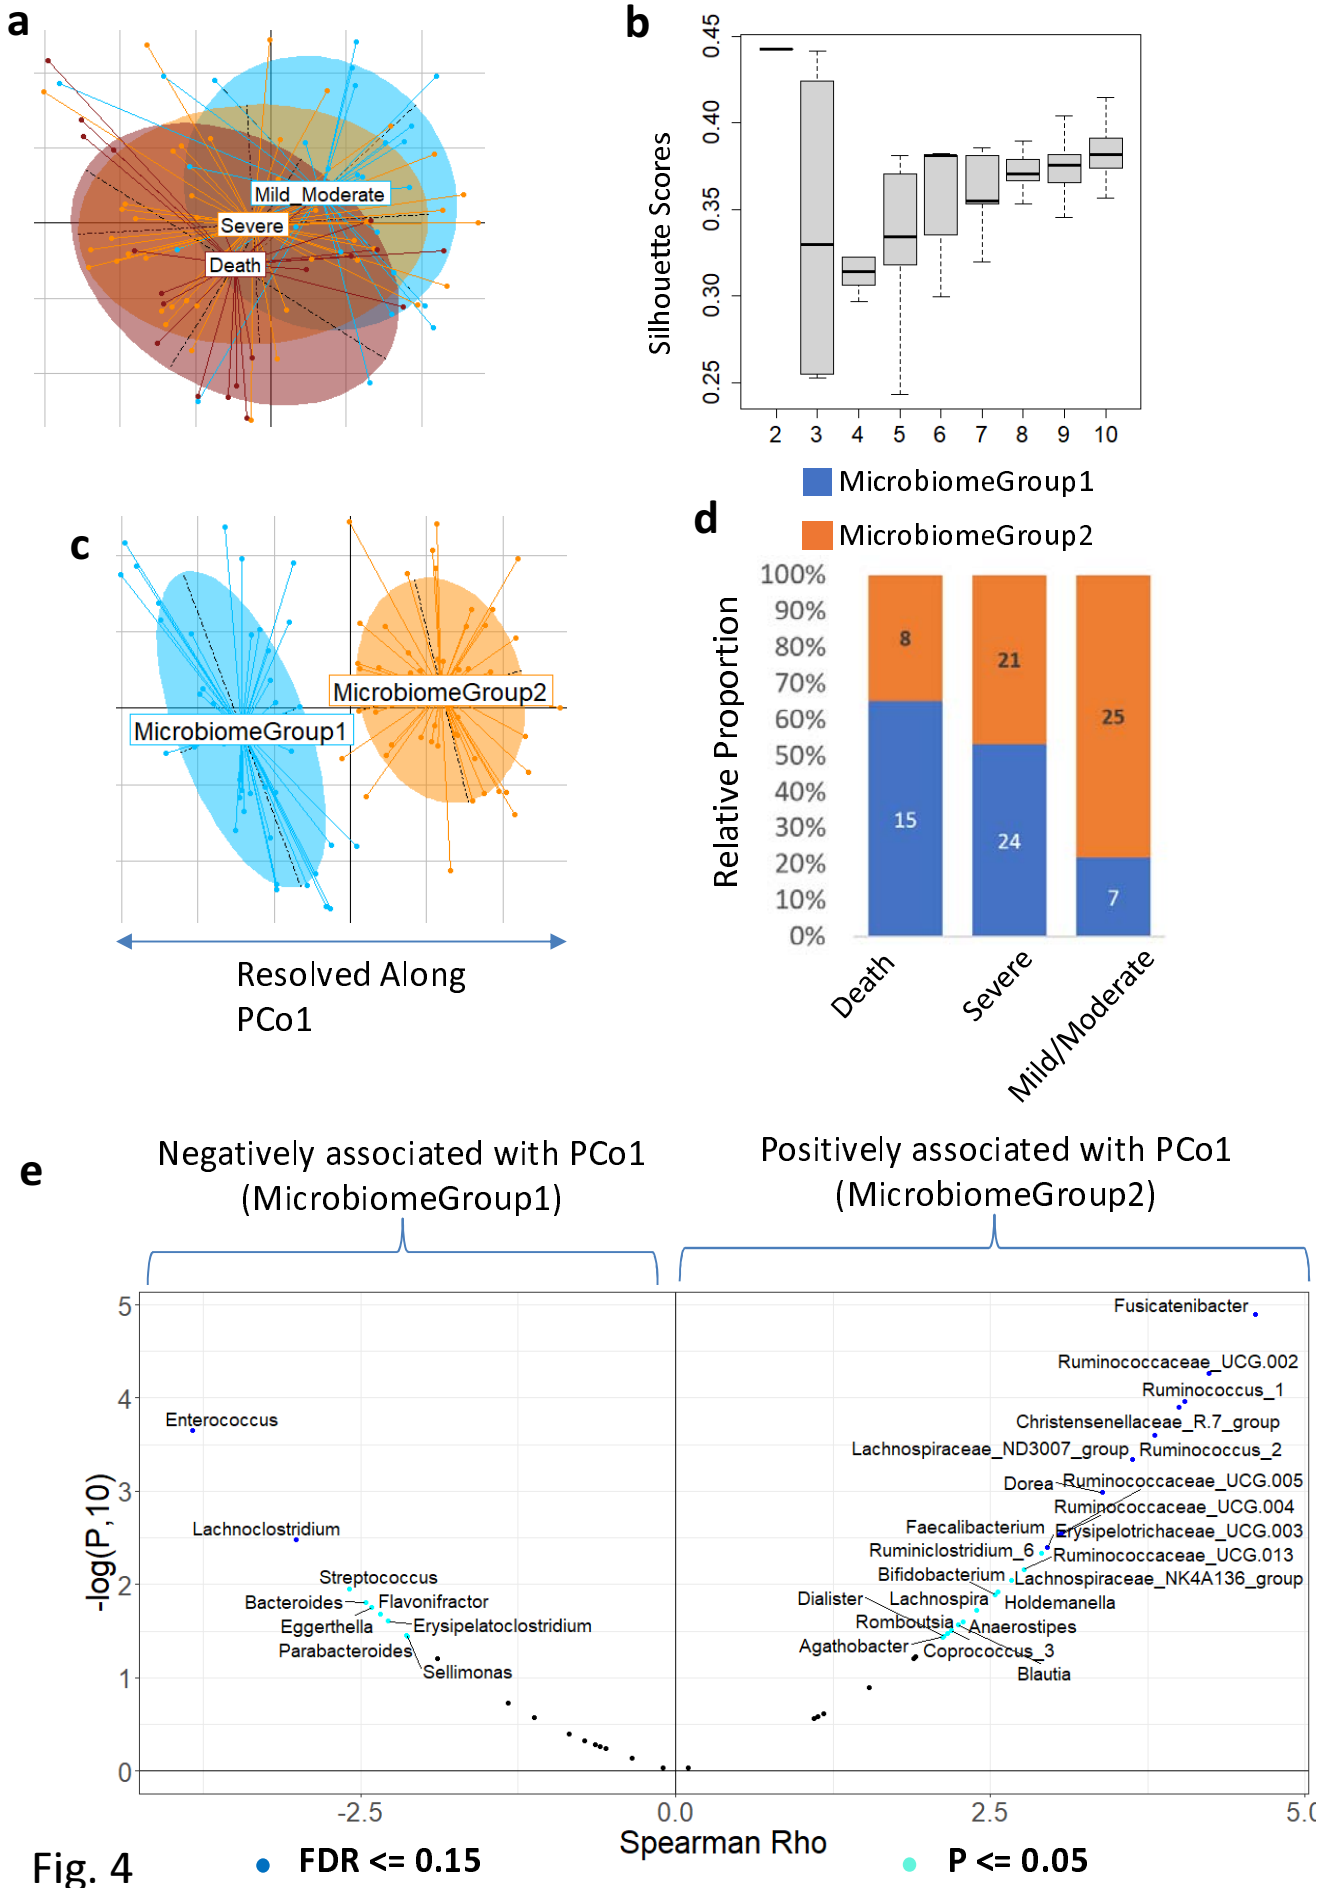 a
Mild_Moderate
Severe
Death
b
Silhouette Scores
0.45
0.40
0.35
0.30
0.25
2 3 4 5 6 7 8 9 10
c
MicrobiomeGroup2
MicrobiomeGroup1
Resolved Along
PCo1
d
MicrobiomeGroup1
MicrobiomeGroup2
Relative Proportion
100%
90%
80%
70%
60%
50%
40%
30%
20%
10%
0%
8
21
25
15
24
7
Death
Severe
Mild/Moderate
e
Negatively associated with PCo1
(MicrobiomeGroup1)
Positively associated with PCo1
(MicrobiomeGroup2)
-log(P,10)
5
4
3
2
1
0
Fusicatenibacter
Ruminococcaceae_UCG.002
Ruminococcus_1
Christensenellaceae_R.7_group
Lachnospiraceae_ND3007_group
Ruminococcus_2
Dorea
Ruminococcaceae_UCG.005
Ruminococcaceae_UCG.004
Faecalibacterium
Erysipelotrichaceae_UCG.003
Ruminiclostridium_6
Ruminococcaceae_UCG.013
Bifidobacterium
Lachnospiraceae_NK4A136_group
Dialister
Lachnospira
Holdemanella
Romboutsia
Anaerostipes
Agathobacter
Coprococcus_3
Blautia
Enterococcus
Lachnoclostridium
Streptococcus
Bacteroides
Flavonifractor
Eggerthella
Erysipelatoclostridium
Parabacteroides
Sellimonas
-2.5 0.0 2.5 5.0
Spearman Rho
Fig. 4
FDR <= 0.15
P <= 0.05